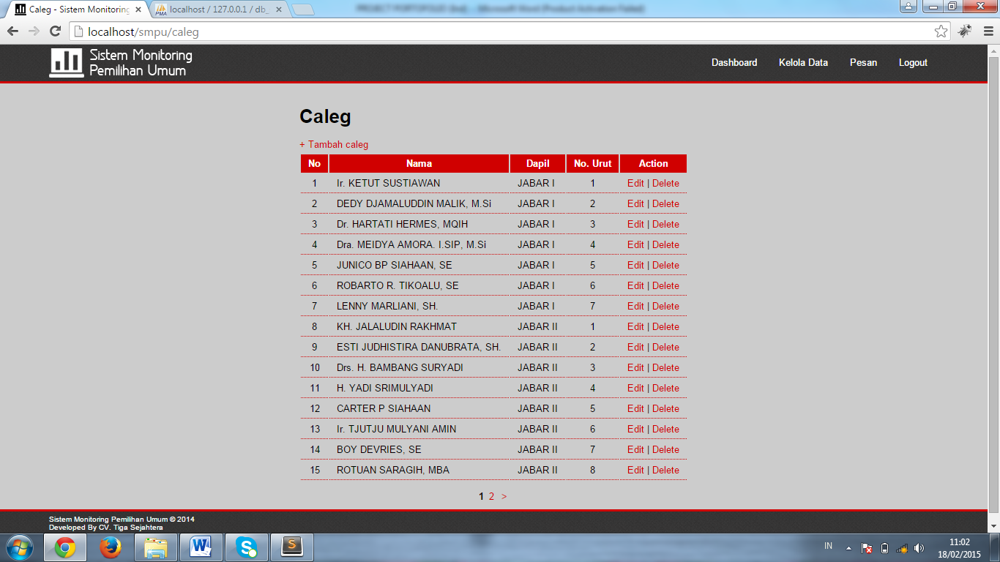 Caleg - Sistem Monitoring
localhost / 127.0.0.1 / db_
PROJECT PORTOFOLIO (Ind) - Microsoft Word (Product Activation Failed)
localhost/smpu/caleg
Sistem Monitoring
Pemilihan Umum
Dashboard Kelola Data Pesan Logout
Caleg
+ Tambah caleg
No Nama Dapil No. Urut Action
1 Ir. KETUT SUSTIAWAN JABAR I 1 Edit | Delete
2 DEDY DJAMALUDDIN MALIK, M.Si JABAR I 2 Edit | Delete
3 Dr. HARTATI HERMES, MQIH JABAR I 3 Edit | Delete
4 Dra. MEIDYA AMORA. I.SIP, M.Si JABAR I 4 Edit | Delete
5 JUNICO BP SIAHAAN, SE JABAR I 5 Edit | Delete
6 ROBARTO R. TIKOALU, SE JABAR I 6 Edit | Delete
7 LENNY MARLIANI, SH. JABAR I 7 Edit | Delete
8 KH. JALALUDIN RAKHMAT JABAR II 1 Edit | Delete
9 ESTI JUDHISTIRA DANUBRATA, SH. JABAR II 2 Edit | Delete
10 Drs. H. BAMBANG SURYADI JABAR II 3 Edit | Delete
11 H. YADI SRIMULYADI JABAR II 4 Edit | Delete
12 CARTER P SIAHAAN JABAR II 5 Edit | Delete
13 Ir. TJUTJU MULYANI AMIN JABAR II 6 Edit | Delete
14 BOY DEVRIES, SE JABAR II 7 Edit | Delete
15 ROTUAN SARAGIH, MBA JABAR II 8 Edit | Delete
1 2 >
Sistem Monitoring Pemilihan Umum © 2014
Developed By CV. Tiga Sejahtera
IN
11:02
18/02/2015